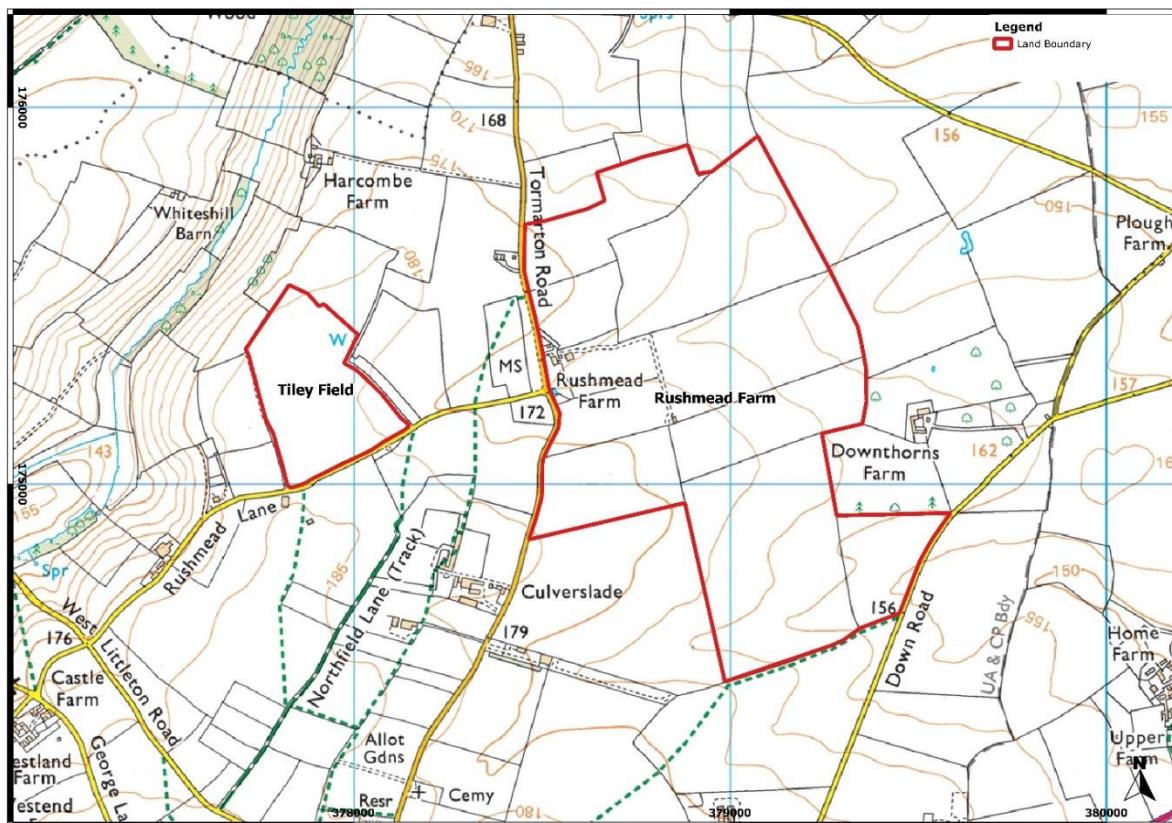 Legend
Land Boundary
176000
165
168
170
175
156
155
150
Harcombe
Farm
Whiteshill
Barn
Tormarton Road
Plough
Farm
180
W
MS
Tiley Field
Rushmead
Farm
Rushmead Farm
172
157
143
Downthorns
Farm
162
175000
155
Rushmead Lane
Spr
185
Northfield Lane (Track)
Culverslade
156
150
155
UA & CP Bdy
Down Road
West Littleton Road
176
179
Castle
Farm
Home
Farm
Upper
Farm
George La
estland
Farm
Westend
Allot
Gdns
Resr
Cemy
180
N
378000
379000
380000